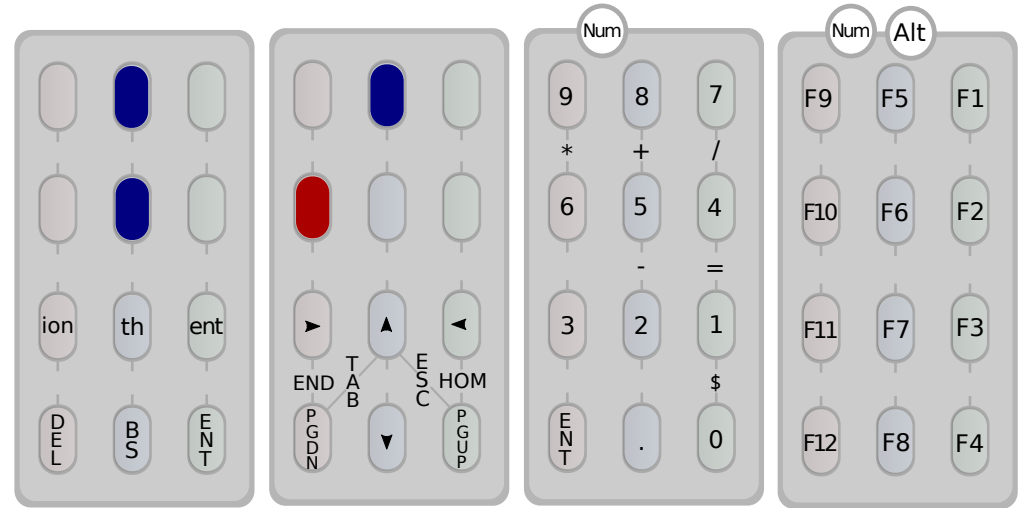 Num
Num Alt
9 8 7
F9 F5 F1
* + /
6 5 4
F10 F6 F2
- =
ion th ent
3 2 1
F11 F7 F3
END TAB ESC HOM
$
DEL BS ENT
PGDN PGUP
ENT . 0
F12 F8 F4